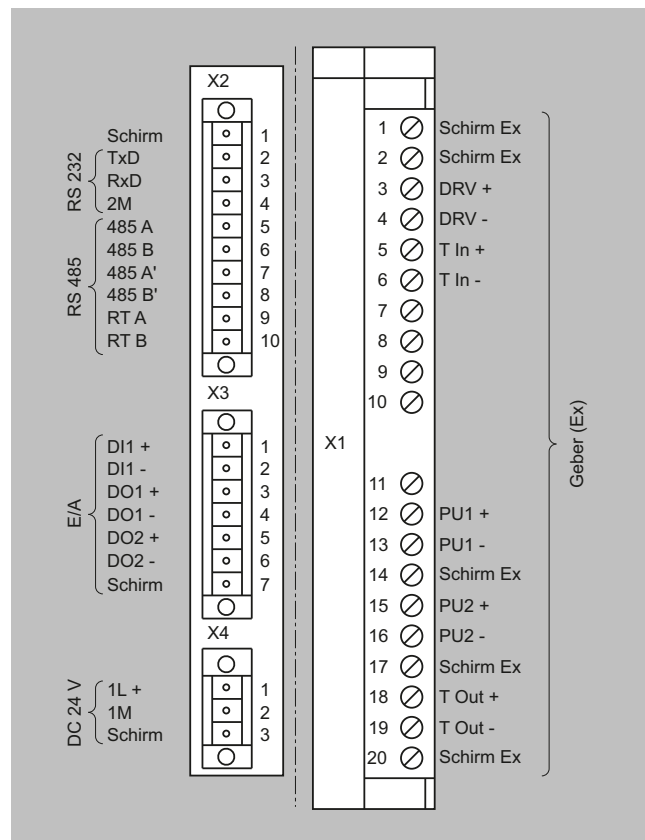 X2
Schirm 1
TxD 2
RxD 3
2M 4
485 A 5
485 B 6
485 A' 7
485 B' 8
RT A 9
RT B 10
RS 232
RS 485
X3
DI1 + 1
DI1 - 2
DO1 + 3
DO1 - 4
DO2 + 5
DO2 - 6
Schirm 7
E/A
X4
1L + 1
1M 2
Schirm 3
DC 24 V
X1
1 Schirm Ex
2 Schirm Ex
3 DRV +
4 DRV -
5 T In +
6 T In -
7
8
9
10
11
12 PU1 +
13 PU1 -
14 Schirm Ex
15 PU2 +
16 PU2 -
17 Schirm Ex
18 T Out +
19 T Out -
20 Schirm Ex
Geber (Ex)